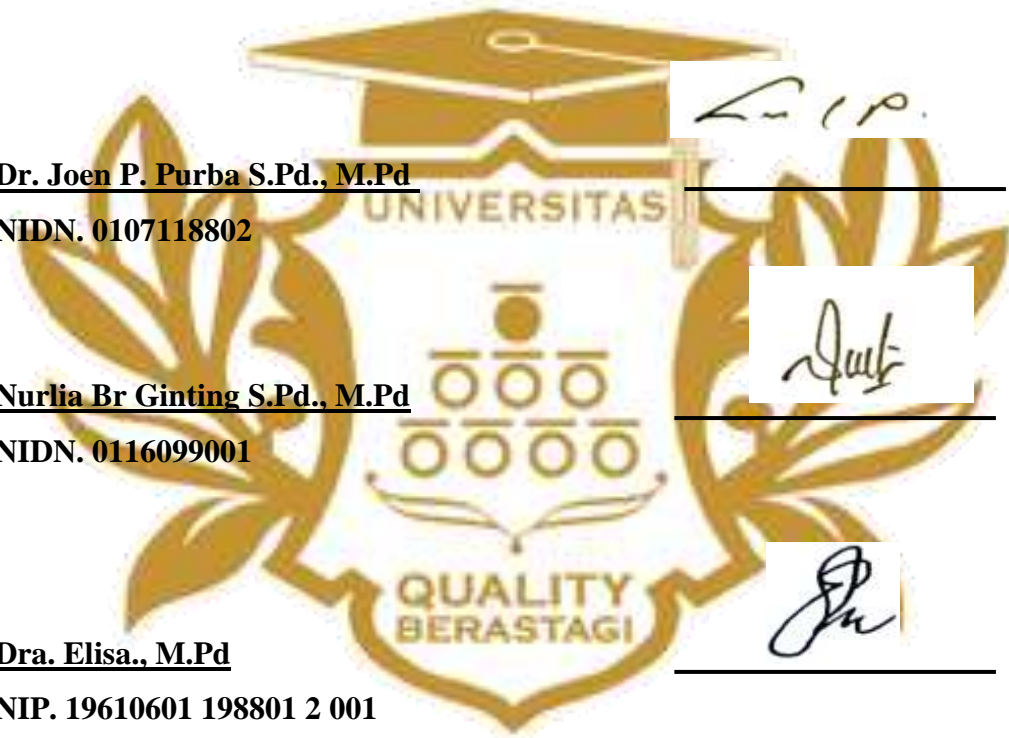 Dr. Joen P. Purba S.Pd., M.Pd
NIDN. 0107118802
UNIVERSITAS
Nurlia Br Ginting S.Pd., M.Pd
NIDN. 0116099001
QUALITY
BERASTAGI
Dra. Elisa., M.Pd
NIP. 19610601 198801 2 001